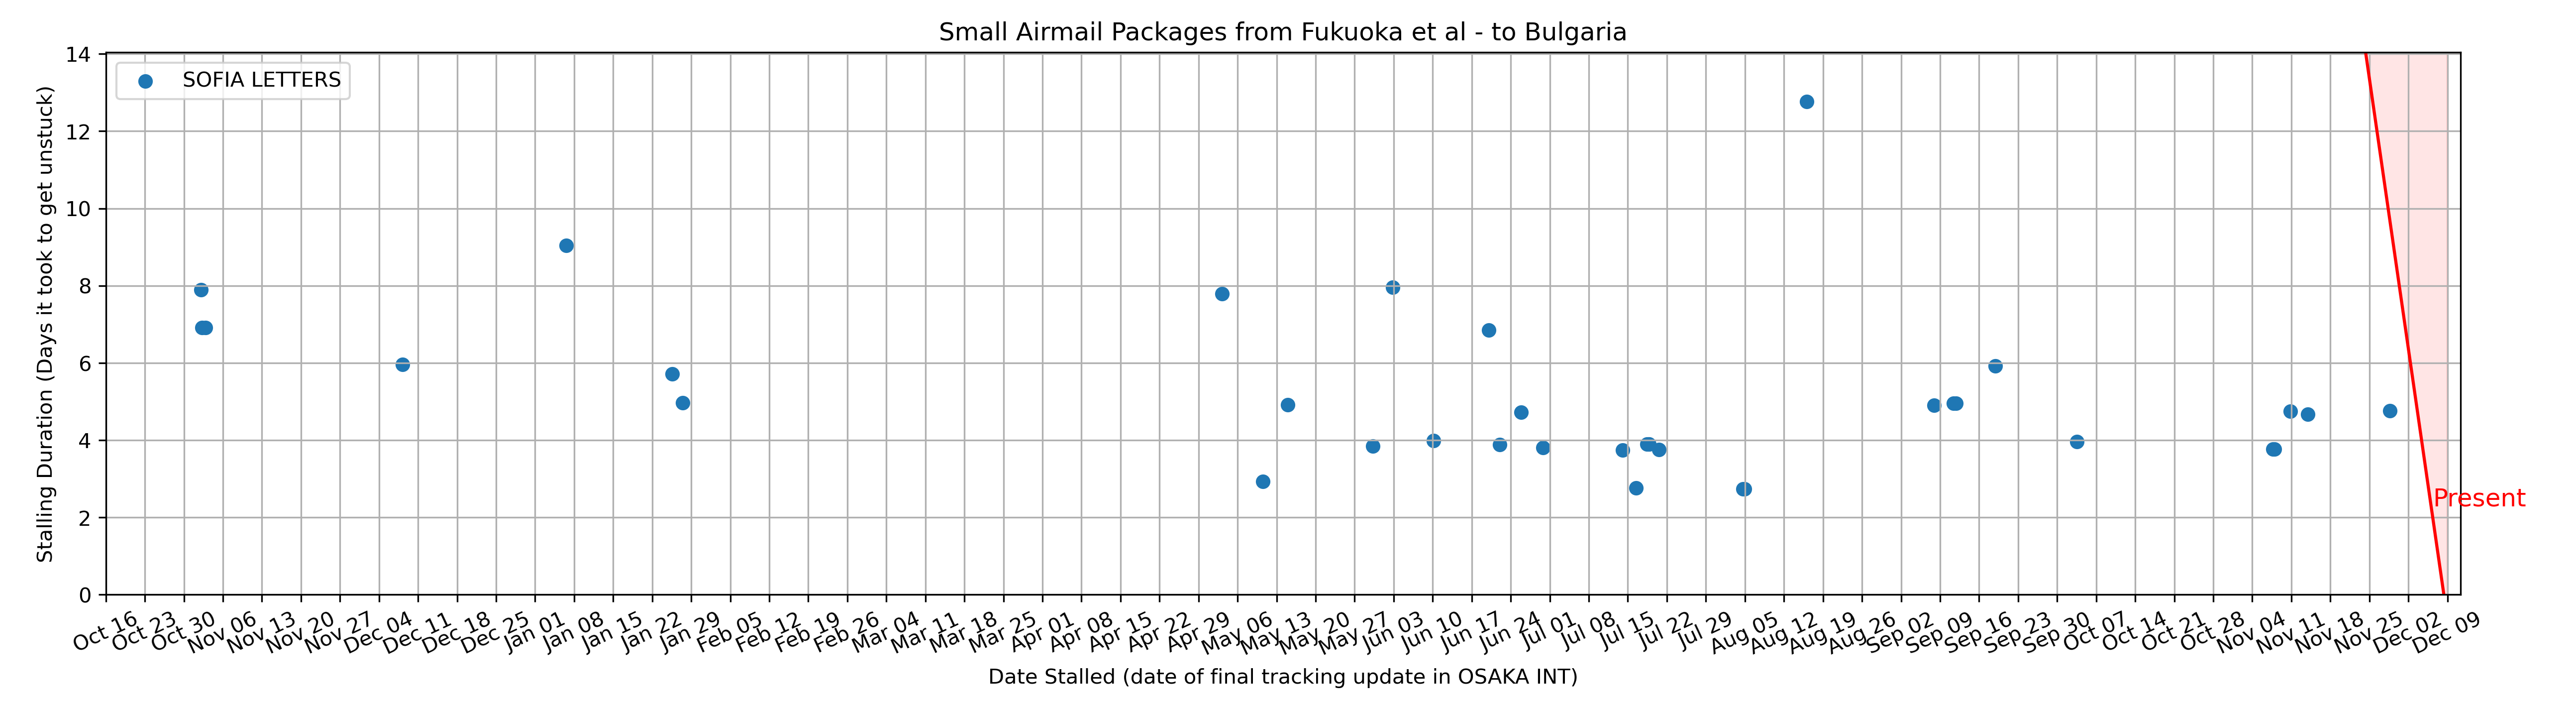 Small Airmail Packages from Fukuoka et al - to Bulgaria
SOFIA LETTERS
Stalling Duration (Days it took to get unstuck)
14
12
10
8
6
4
2
0
Present
Oct 16 Oct 23 Oct 30 Nov 06 Nov 13 Nov 20 Nov 27 Dec 04 Dec 11 Dec 18 Dec 25 Jan 01 Jan 08 Jan 15 Jan 22 Jan 29 Feb 05 Feb 12 Feb 19 Feb 26 Mar 04 Mar 11 Mar 18 Mar 25 Apr 01 Apr 08 Apr 15 Apr 22 Apr 29 May 06 May 13 May 20 May 27 Jun 03 Jun 10 Jun 17 Jun 24 Jul 01 Jul 08 Jul 15 Jul 22 Jul 29 Aug 05 Aug 12 Aug 19 Aug 26 Sep 02 Sep 09 Sep 16 Sep 23 Sep 30 Oct 07 Oct 14 Oct 21 Oct 28 Nov 04 Nov 11 Nov 18 Nov 25 Dec 02 Dec 09
Date Stalled (date of final tracking update in OSAKA INT)